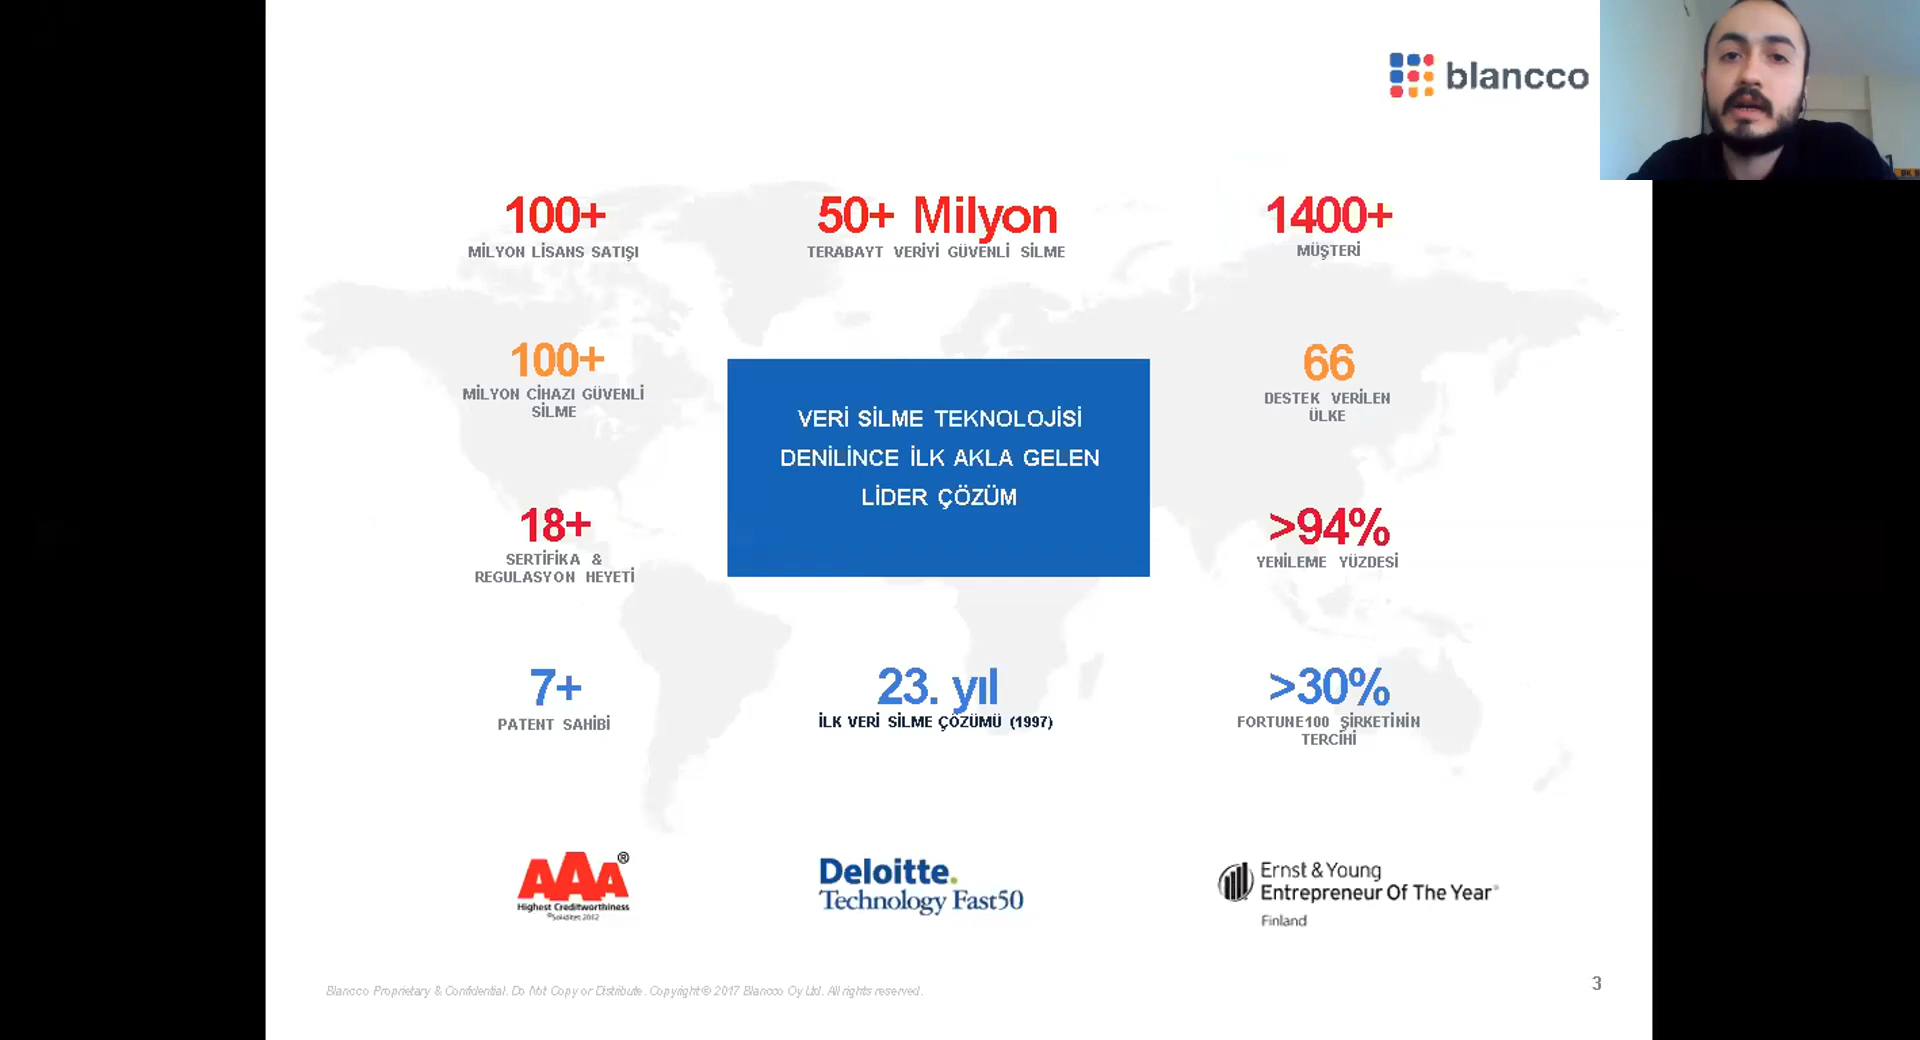 blancco
100+
MİLYON LİSANS SATIŞI
50+ Milyon
TERABAYT VERİYİ GÜVENLİ SİLME
1400+
MÜŞTERİ
100+
MİLYON CİHAZI GÜVENLİ
SİLME
66
DESTEK VERİLEN
ÜLKE
VERİ SİLME TEKNOLOJİSİ
DENİLİNCE İLK AKLA GELEN
LİDER ÇÖZÜM
18+
SERTİFİKA &
REGULASYON HEYETİ
>94%
YENİLEME YÜZDESİ
7+
PATENT SAHİBİ
23. yıl
İLK VERİ SİLME ÇÖZÜMÜ (1997)
>30%
FORTUNE100 ŞİRKETİNİN
TERCİHİ
AAA®
Highest Creditworthiness
©Soliditet 2012
Deloitte.
Technology Fast50
Ernst & Young
Entrepreneur Of The Year®
Finland
Blancco Proprietary & Confidential. Do Not Copy or Distribute. Copyright © 2017 Blancco Oy Ltd. All rights reserved.
3